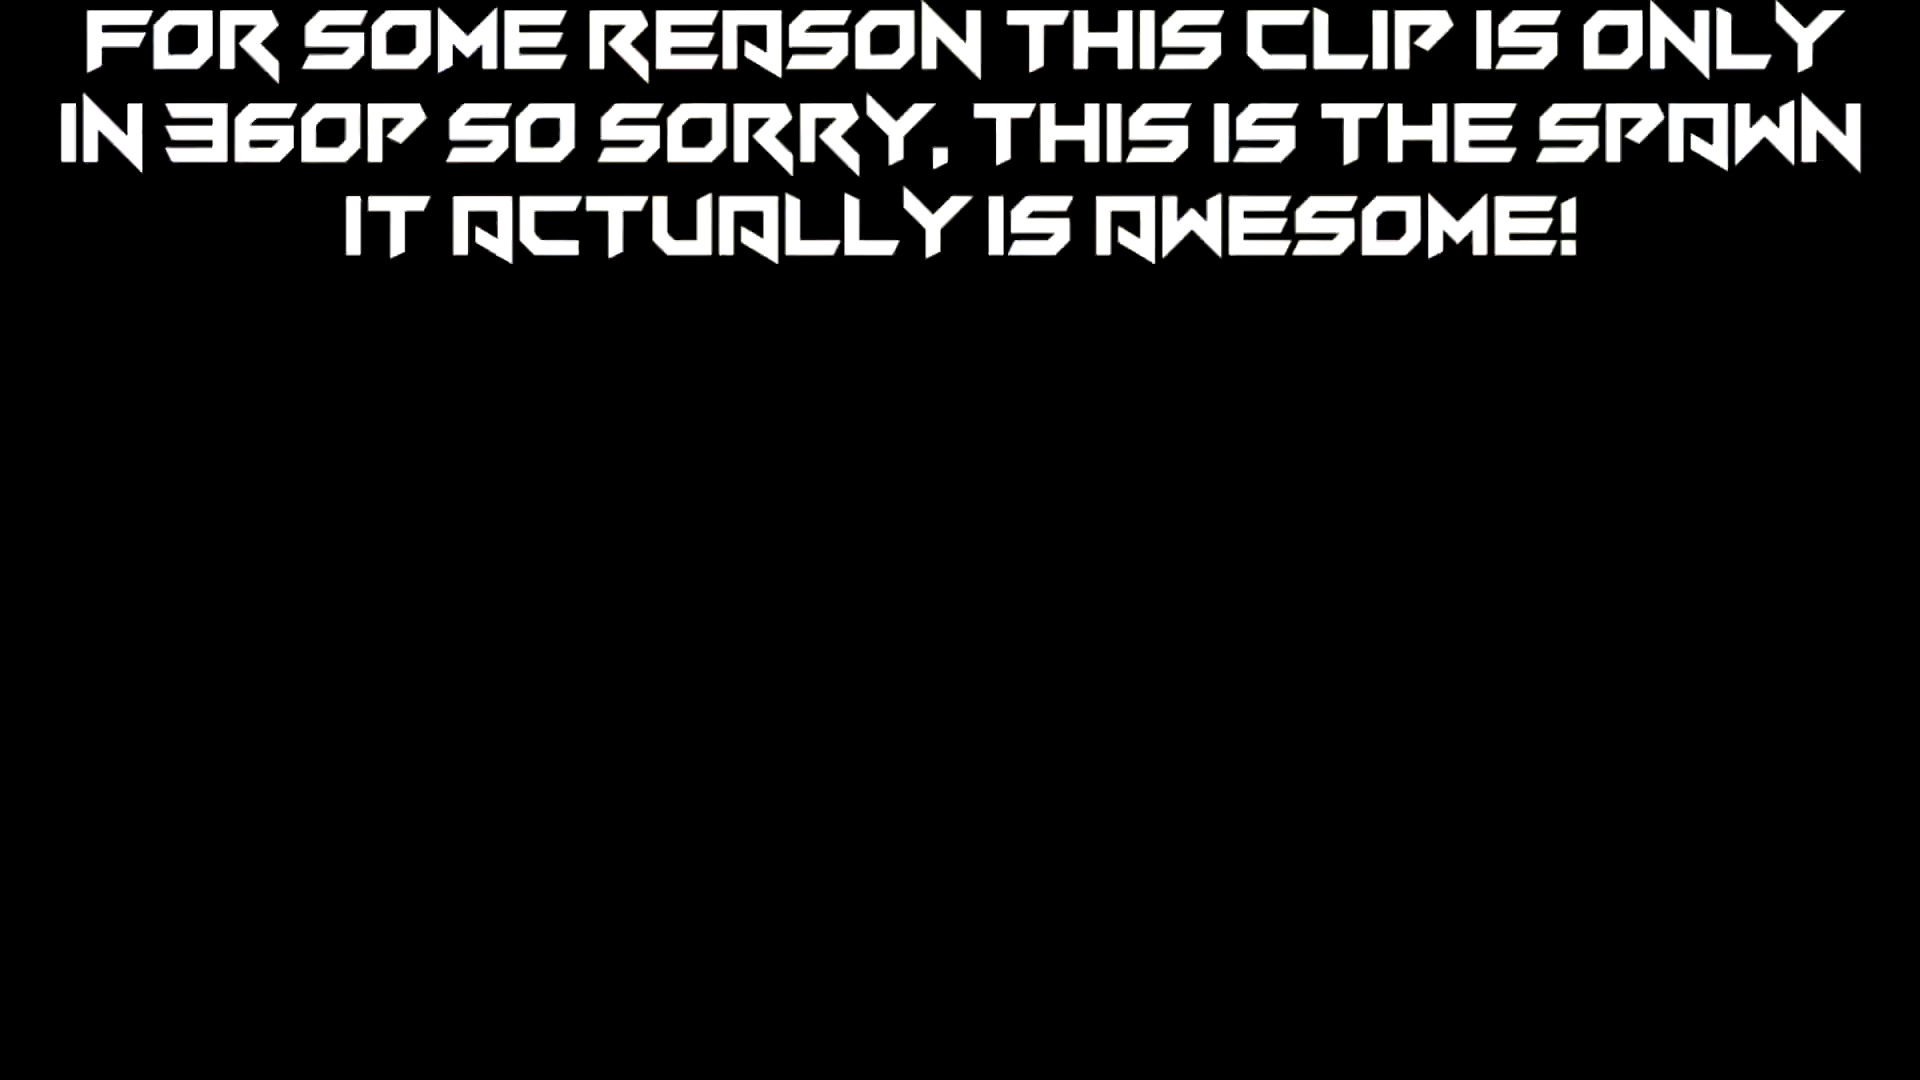 FOR SOME REASON THIS CLIP IS ONLY
IN 360P SO SORRY, THIS IS THE SPAWN
IT ACTUALLY IS AWESOME!